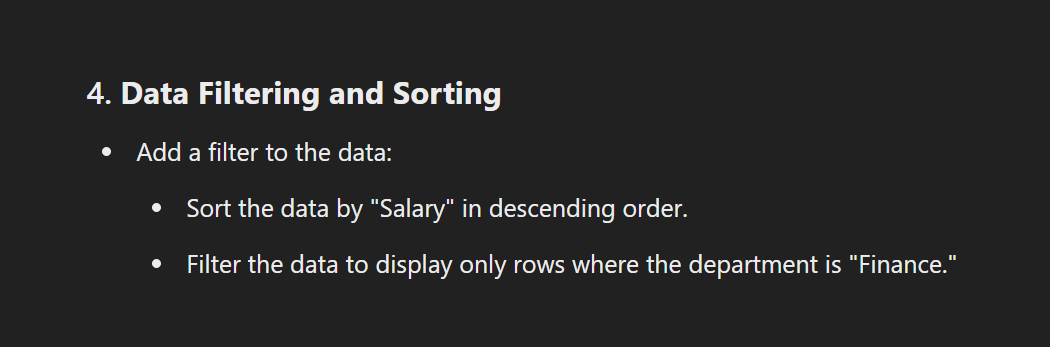 4. Data Filtering and Sorting
• Add a filter to the data:
• Sort the data by "Salary" in descending order.
• Filter the data to display only rows where the department is "Finance."